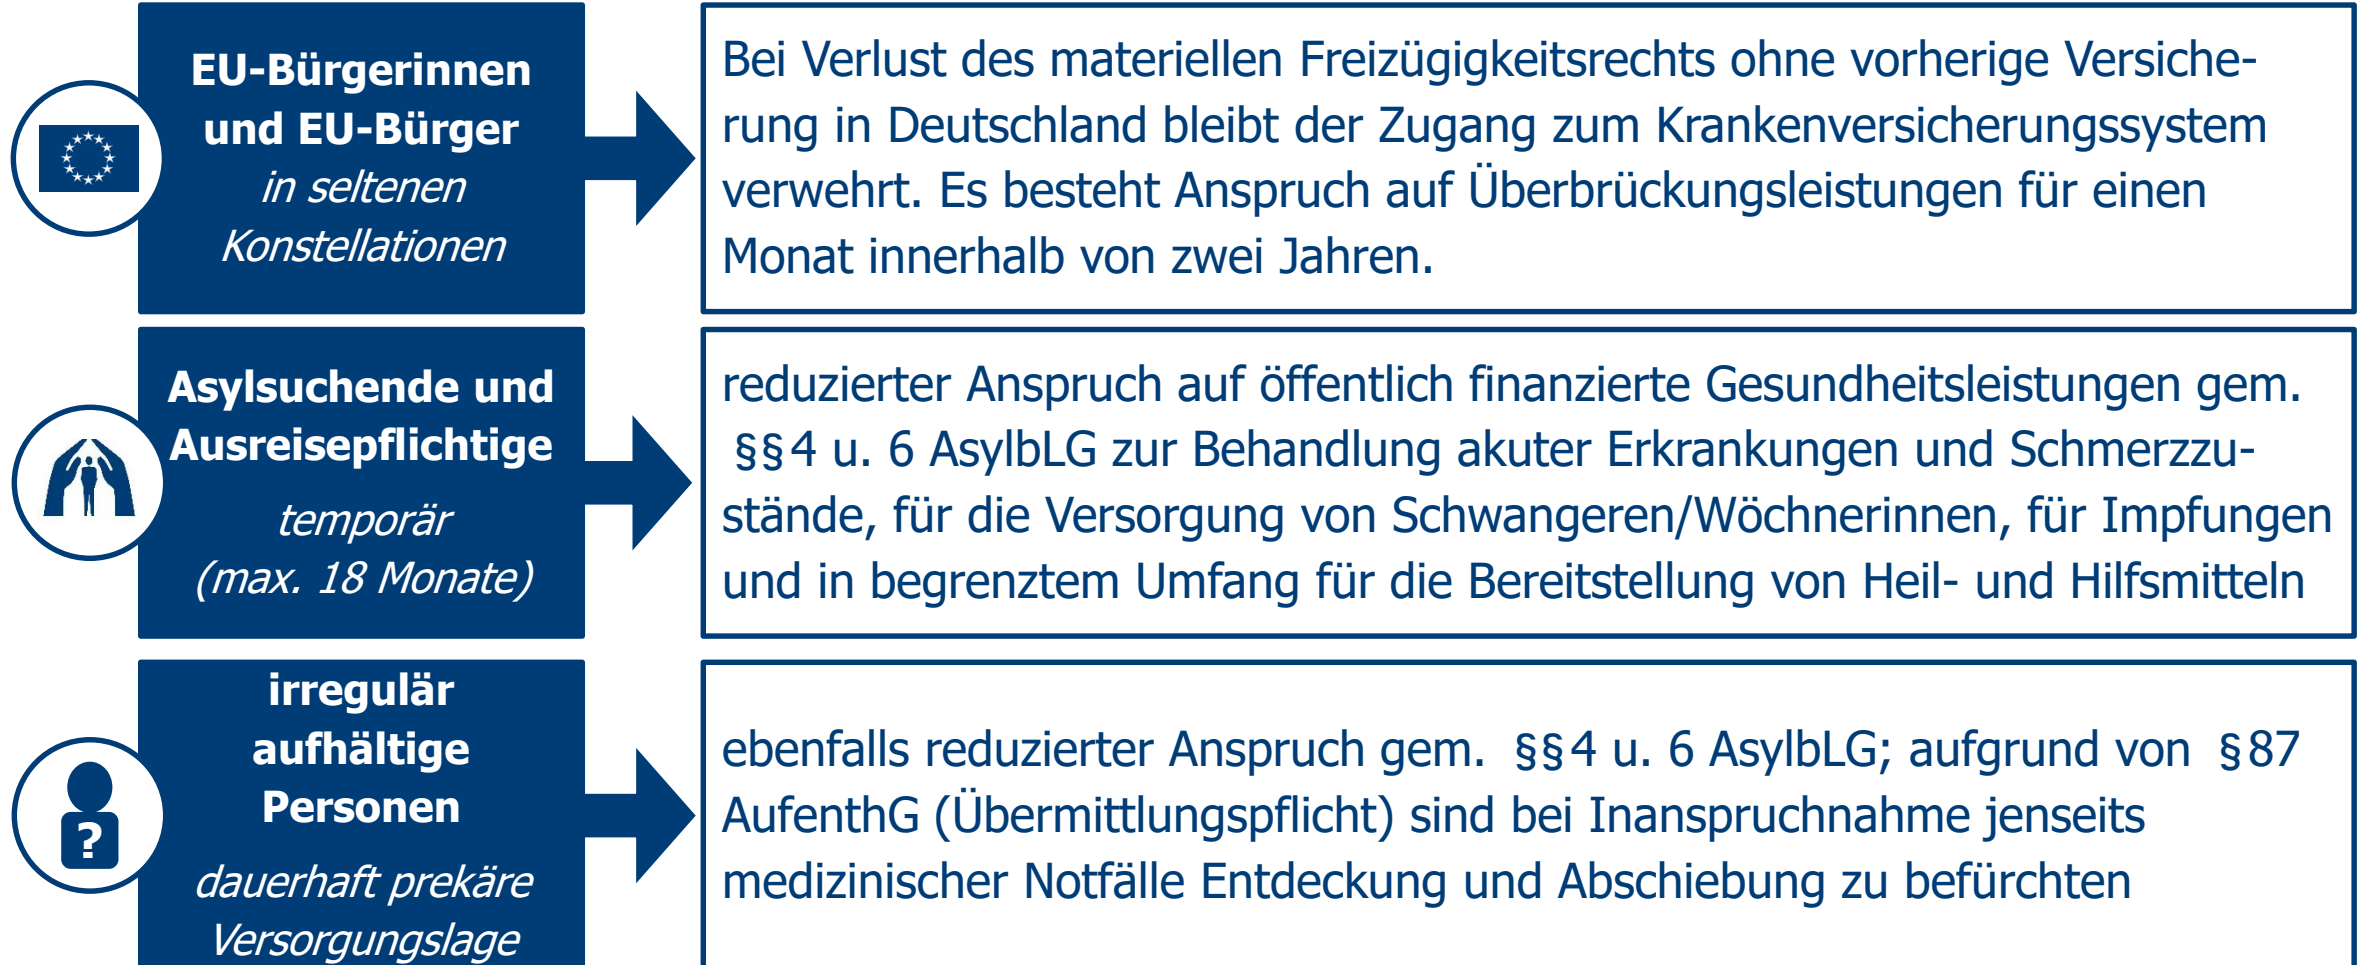 EU-Bürgerinnen
und EU-Bürger
in seltenen
Konstellationen
Bei Verlust des materiellen Freizügigkeitsrechts ohne vorherige Versiche-
rung in Deutschland bleibt der Zugang zum Krankenversicherungssystem
verwehrt. Es besteht Anspruch auf Überbrückungsleistungen für einen
Monat innerhalb von zwei Jahren.
Asylsuchende und
Ausreisepflichtige
temporär
(max. 18 Monate)
reduzierter Anspruch auf öffentlich finanzierte Gesundheitsleistungen gem.
§§4 u. 6 AsylbLG zur Behandlung akuter Erkrankungen und Schmerzzu-
stände, für die Versorgung von Schwangeren/Wöchnerinnen, für Impfungen
und in begrenztem Umfang für die Bereitstellung von Heil- und Hilfsmitteln
?
irregulär
aufhältige
Personen
dauerhaft prekäre
Versorgungslage
ebenfalls reduzierter Anspruch gem. §§4 u. 6 AsylbLG; aufgrund von §87
AufenthG (Übermittlungspflicht) sind bei Inanspruchnahme jenseits
medizinischer Notfälle Entdeckung und Abschiebung zu befürchten